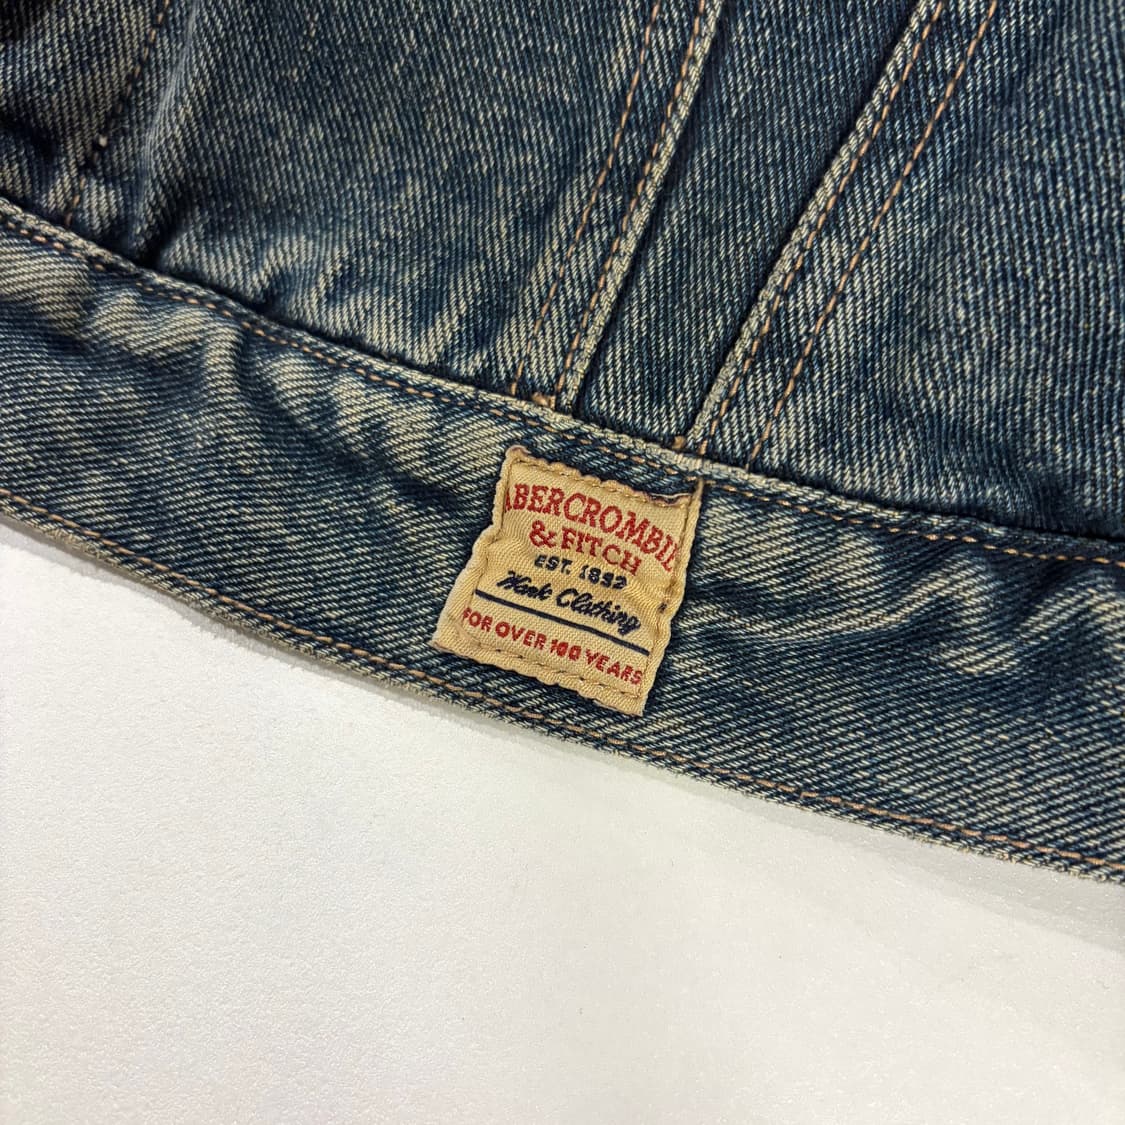 ABERCROMBIE
& FITCH
EST. 1892
Work Clothing
FOR OVER 100 YEARS